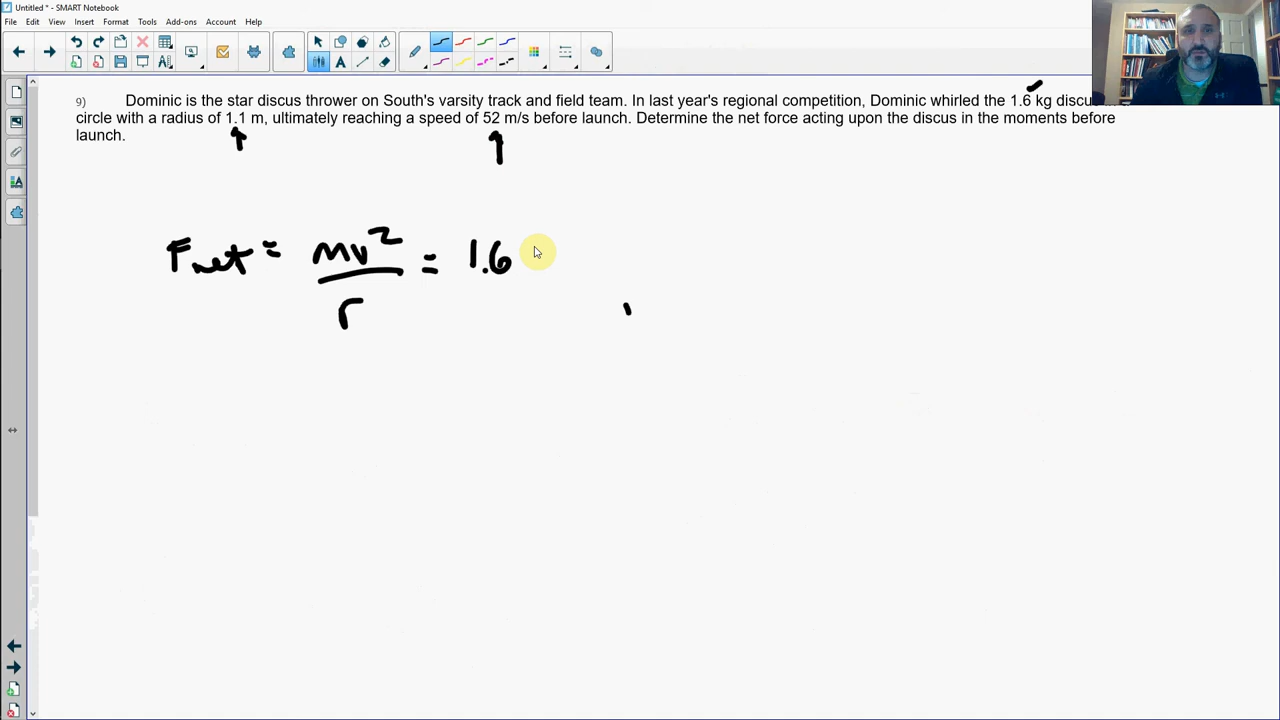 Untitled * - SMART Notebook
File Edit View Insert Format Tools Add-ons Account Help
9) Dominic is the star discus thrower on South's varsity track and field team. In last year's regional competition, Dominic whirled the 1.6 kg discus
circle with a radius of 1.1 m, ultimately reaching a speed of 52 m/s before launch. Determine the net force acting upon the discus in the moments before
launch.
Fnet = mv² = 1.6
r